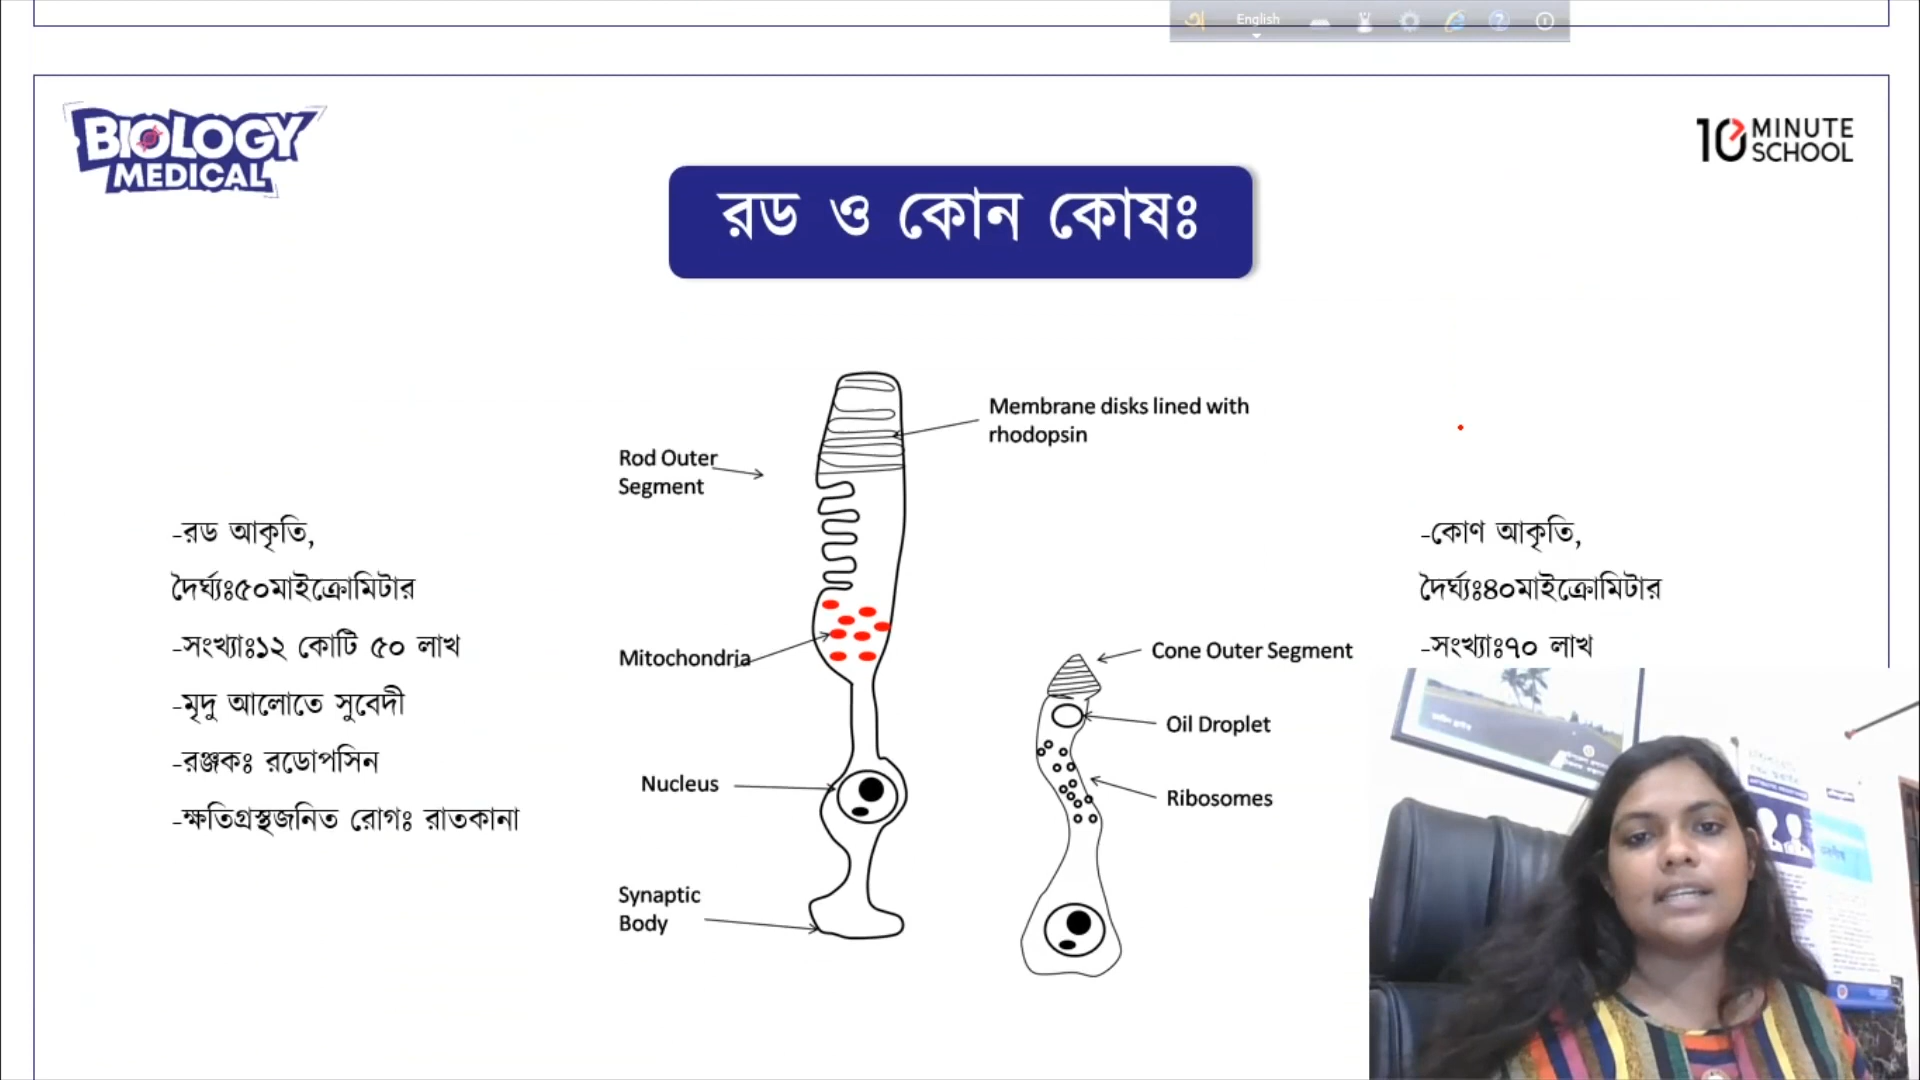 English
BIOLOGY
MEDICAL
10 MINUTE
SCHOOL
রড ও কোন কোষঃ
Membrane disks lined with
rhodopsin
Rod Outer
Segment
-রড আকৃতি,
দৈর্ঘ্যঃ৫০মাইক্রোমিটার
-সংখ্যাঃ১২ কোটি ৫০ লাখ
-মৃদু আলোতে সুবেদী
-রঞ্জকঃ রডোপসিন
-ক্ষতিগ্রস্থজনিত রোগঃ রাতকানা
Mitochondria
Nucleus
Synaptic
Body
Cone Outer Segment
Oil Droplet
Ribosomes
-কোণ আকৃতি,
দৈর্ঘ্যঃ৪০মাইক্রোমিটার
-সংখ্যাঃ৭০ লাখ